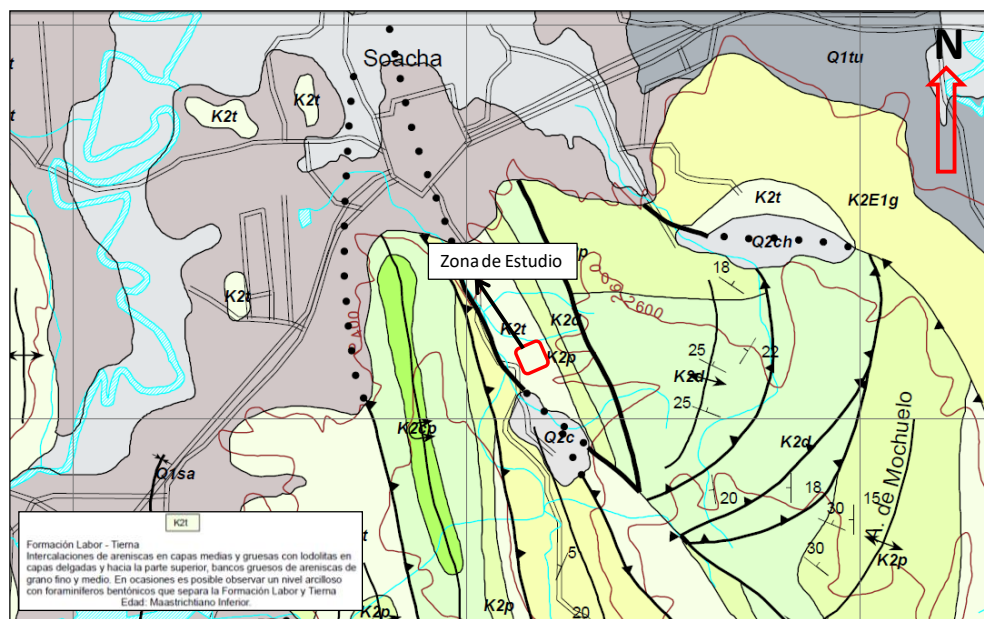 Soacha
N
Q1tu
K2t
K2t
K2t
K2E1g
Q2ch
Zona de Estudio
18
2600
K2t
K2t
K2d
K2p
25
22
K2d
25
K2cp
Q2c
K2d
A. de Mochuelo
Q1sa
20
18
15
30
30
K2p
5
K2p
20
K2p
K2t
Formación Labor - Tierna
Intercalaciones de areniscas en capas medias y gruesas con lodolitas en
capas delgadas y hacia la parte superior, bancos gruesos de areniscas de
grano fino y medio. En ocasiones es posible observar un nivel arcilloso
con foraminíferos bentónicos que separa la Formación Labor y Tierna
Edad: Maastrichtiano Inferior.